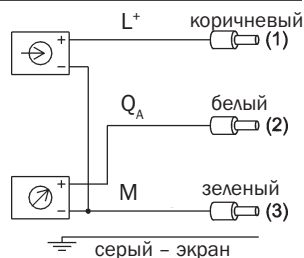 L+ коричневый
+ (1)
−
QA белый
(2)
+ M зеленый
− (3)
серый – экран